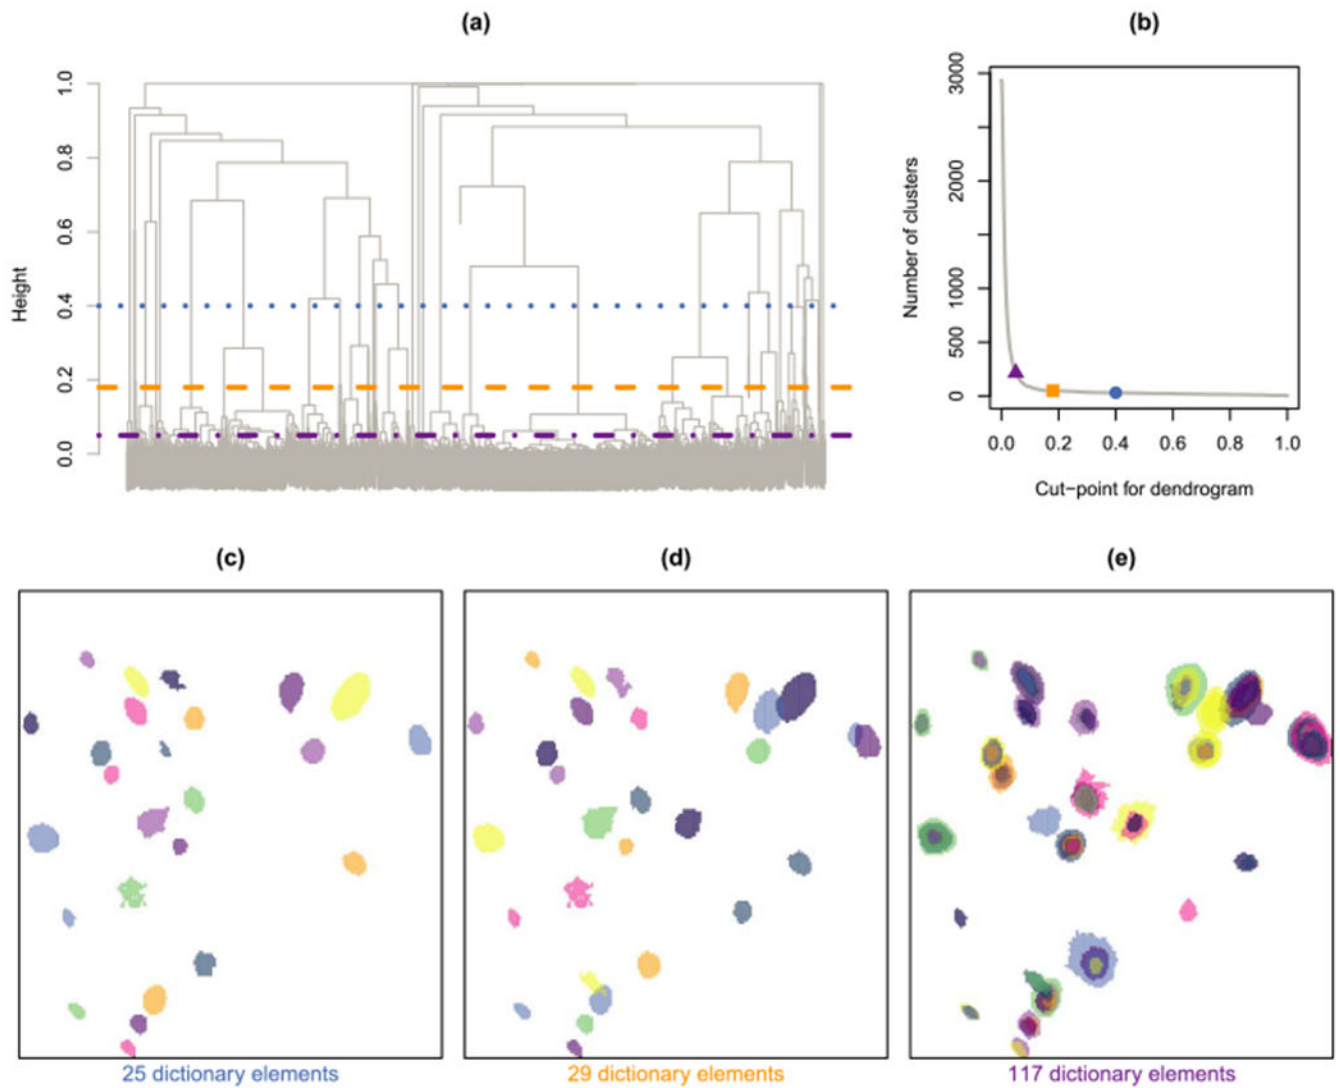 (a)
Height
1.0
0.8
0.6
0.4
0.2
0.0
(b)
Number of clusters
3000
2000
1000
500
0
0.0 0.2 0.4 0.6 0.8 1.0
Cut−point for dendrogram
(c)
25 dictionary elements
(d)
29 dictionary elements
(e)
117 dictionary elements